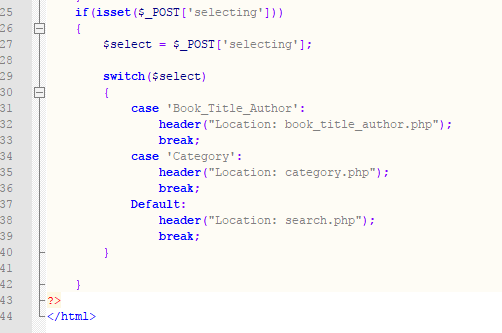 25 if(isset($_POST['selecting']))
26 {
27 $select = $_POST['selecting'];
28
29 switch($select)
30 {
31 case 'Book_Title_Author':
32 header("Location: book_title_author.php");
33 break;
34 case 'Category':
35 header("Location: category.php");
36 break;
37 Default:
38 header("Location: search.php");
39 break;
40 }
41
42 }
43 ?>
44 </html>